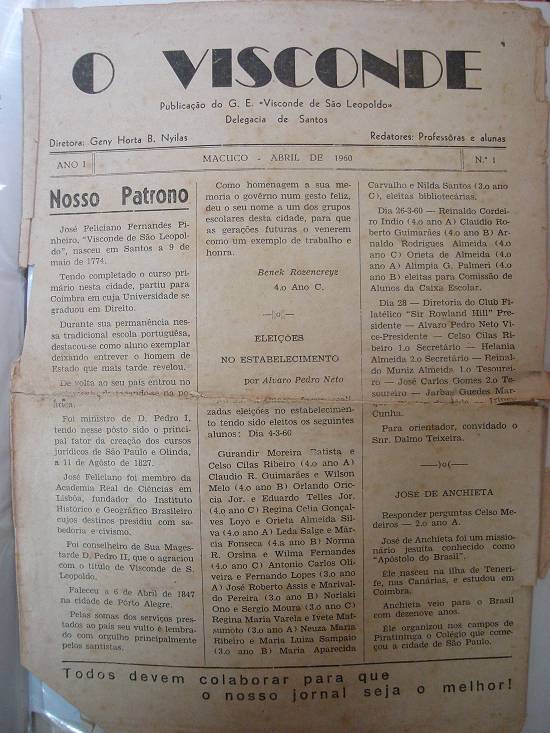 O VISCONDE
Publicação do G. E. «Visconde de São Leopoldo»
Delegacia de Santos
Diretora: Geny Horta B. Nyilas
Redatores: Professôras e alunas
ANO I
MACUCO - ABRIL DE 1960
N.° 1
Nosso Patrono
José Feliciano Fernandes Pi-
nheiro, "Visconde de São Leopol-
do", nasceu em Santos a 9 de
maio de 1774.
Tendo completado o curso pri-
mário nesta cidade, partiu para
Coimbra em cuja Universidade se
graduou em Direito.
Durante sua permanência nes-
sa tradicional escola portuguêsa,
destacou-se como aluno exemplar
deixando entrever o homem de
Estado que mais tarde revelou.
De volta ao seu país entrou no
na po-
lítica.
Foi ministro de D. Pedro I,
tendo nesse pôsto sido o princi-
pal fator da creação dos cursos
jurídicos de São Paulo e Olinda,
a 11 de Agôsto de 1827.
José Feliciano foi membro da
Academia Real de Ciências em
Lisbôa, fundador do Instituto
Histórico e Geográfico Brasileiro
cujos destinos presidiu com sa-
bedoria e civismo.
Foi conselheiro de Sua Mages-
tade D. Pedro II, que o agraciou
com o título de Visconde de S.
Leopoldo.
Faleceu a 6 de Abril de 1847
na cidade de Pôrto Alegre.
Pelas somas dos serviços pres-
tados ao país seu vulto é lembra-
do com orgulho principalmente
pelos santistas.
Como homenagem a sua me-
moria o govêrno num gesto feliz,
deu o seu nome a um dos grupos
escolares desta cidade, para que
as gerações futuras o venerem
como um exemplo de trabalho e
honra.
Benek Rozencreyz
4.o Ano C.
ELEIÇÕES
NO ESTABELECIMENTO
por Alvaro Pedro Neto
zadas eleições no estabelecimen-
to tendo sido eleitos os seguintes
alunos: Dia 4-3-60
Gurandir Moreira Batista e
Celso Cilas Ribeiro (4.o ano A)
Claudio R. Guimarães e Wilson
Melo (4.o ano B) Orlando Oric-
cia Jor. e Eduardo Telles Jor.
(4.o ano C) Regina Celia Gonçal-
ves Loyo e Orieta Almeida Sil-
va (4.o ano A) Leda Salge e Már-
cia Fonseca (4.o ano B) Norma
R. Orsina e Wilma Fernandes
(4.o ano C) Antonio Carlos Oli-
veira e Fernando Lopes (3.o ano
A) José Roberto Assis e Marival-
do Pereira (3.o ano B) Noriaki
Ono e Sergio Moura (3.o ano C)
Regina Maria Varela e Ivete Mat-
sumoto (3.o ano A) Neuza Maria
Ribeiro e Maria Luiza Sampaio
(3.o ano B) Maria Aparecida
Carvalho e Nilda Santos (3.o ano
C), eleitas bibliotecárias.
Dia 26-3-60 — Reinaldo Cordei-
ro Indio (4.o ano A) Claudio Ro-
berto Guimarães (4.o ano B) Ar-
naldo Rodrigues Almeida (4.o
ano C) Orieta de Almeida (4.o
ano A) Alimpia G. Palmeri (4.o
ano B) eleitas para Comissão de
Alunos da Caixa Escolar.
Dia 28 — Diretoria do Club Fi-
latélico "Sir Rowland Hill" Pre-
sidente — Alvaro Pedro Neto Vi-
ce-Presidente — Celso Cilas Ri-
beiro 1.o Secretário — Helania
Almeida 2.o Secretário — Reinal-
do Muniz Almeida 1.o Tesourei-
ro — José Carlos Gomes 2.o Te-
soureiro — Jarbas Guedes Mar-
Cunha.
Para orientador, convidado o
Snr. Dalmo Teixeira.
JOSÉ DE ANCHIETA
Responder perguntas Celso Me-
deiros — 2.o ano A.
José de Anchieta foi um missio-
nário jesuita conhecido como
"Apóstolo do Brasil".
Ele nasceu na ilha de Teneri-
fe, nas Canárias, e estudou em
Coimbra.
Anchieta veio para o Brasil
com dezenove anos.
Ele organizou nos campos de
Piratininga o Colégio que come-
çou a cidade de São Paulo.
Todos devem colaborar para que
o nosso jornal seja o melhor!